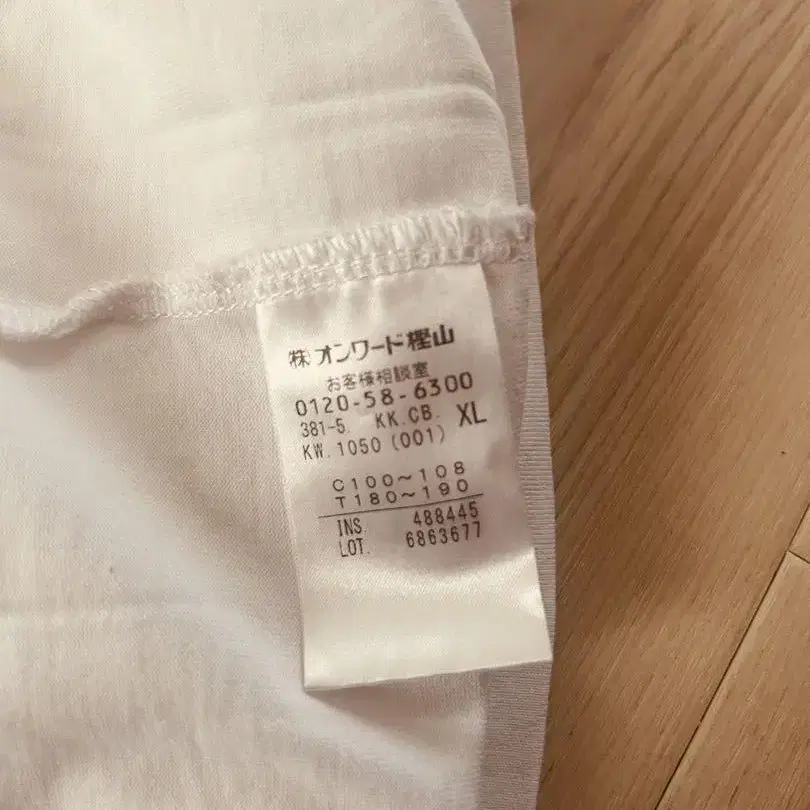 ㈱オンワード樫山
お客様相談室
0120-58-6300
381-5. KK.CB. XL
KW.1050 (001)
C100～108
T180～190
INS. 488445
LOT. 6863677